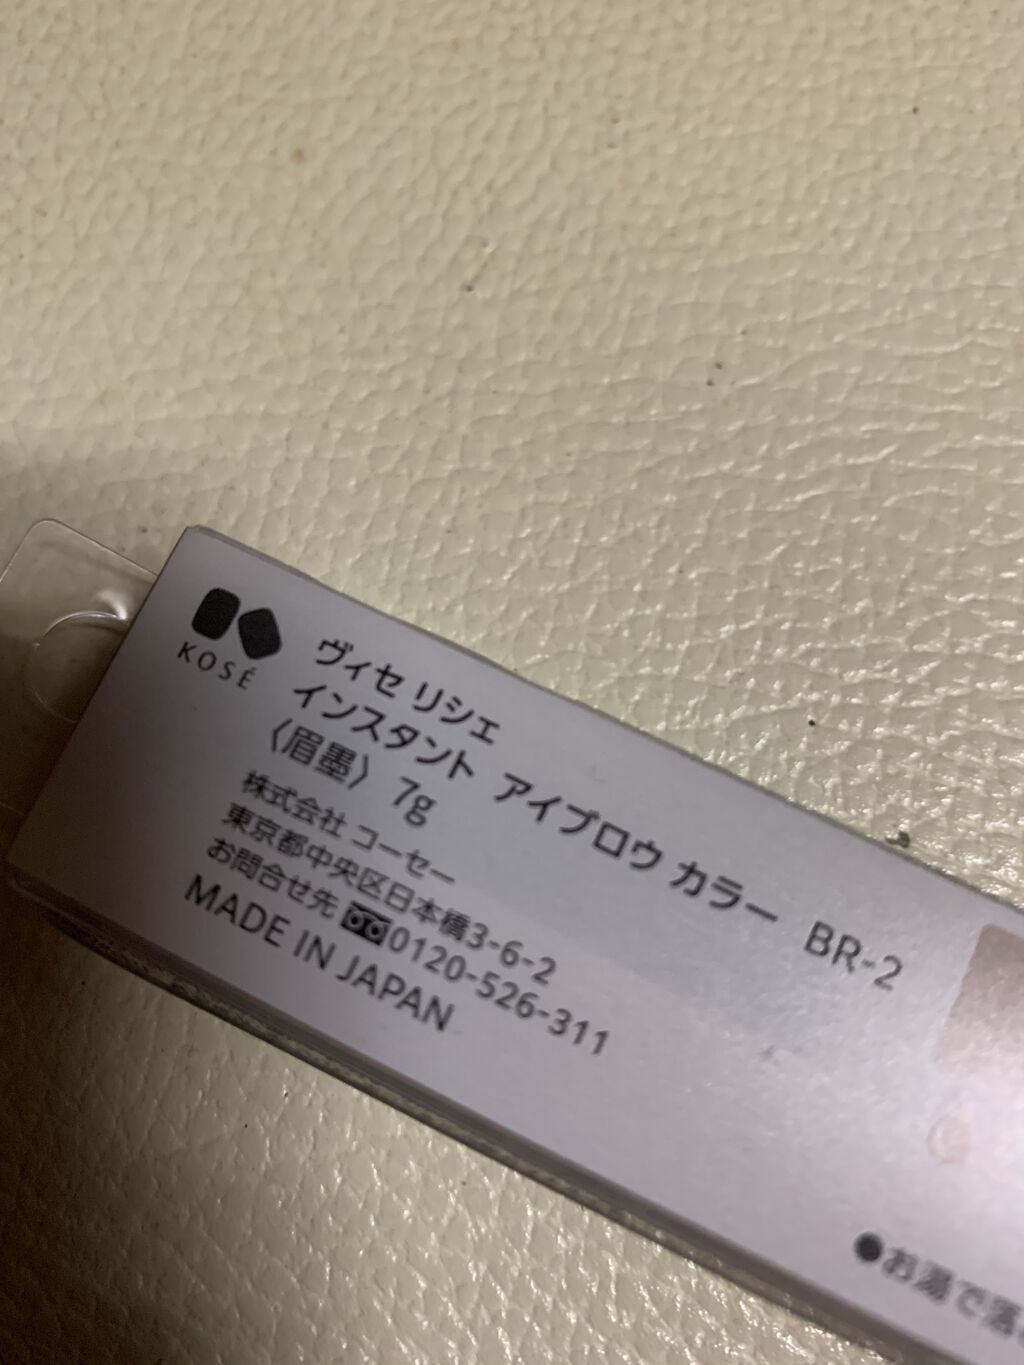 KOSÉ
ヴィセ リシェ
インスタント アイブロウ カラー BR-2
〈眉墨〉 7g
株式会社 コーセー
東京都中央区日本橋3-6-2
お問合せ先 0120-526-311
MADE IN JAPAN
●お湯で落